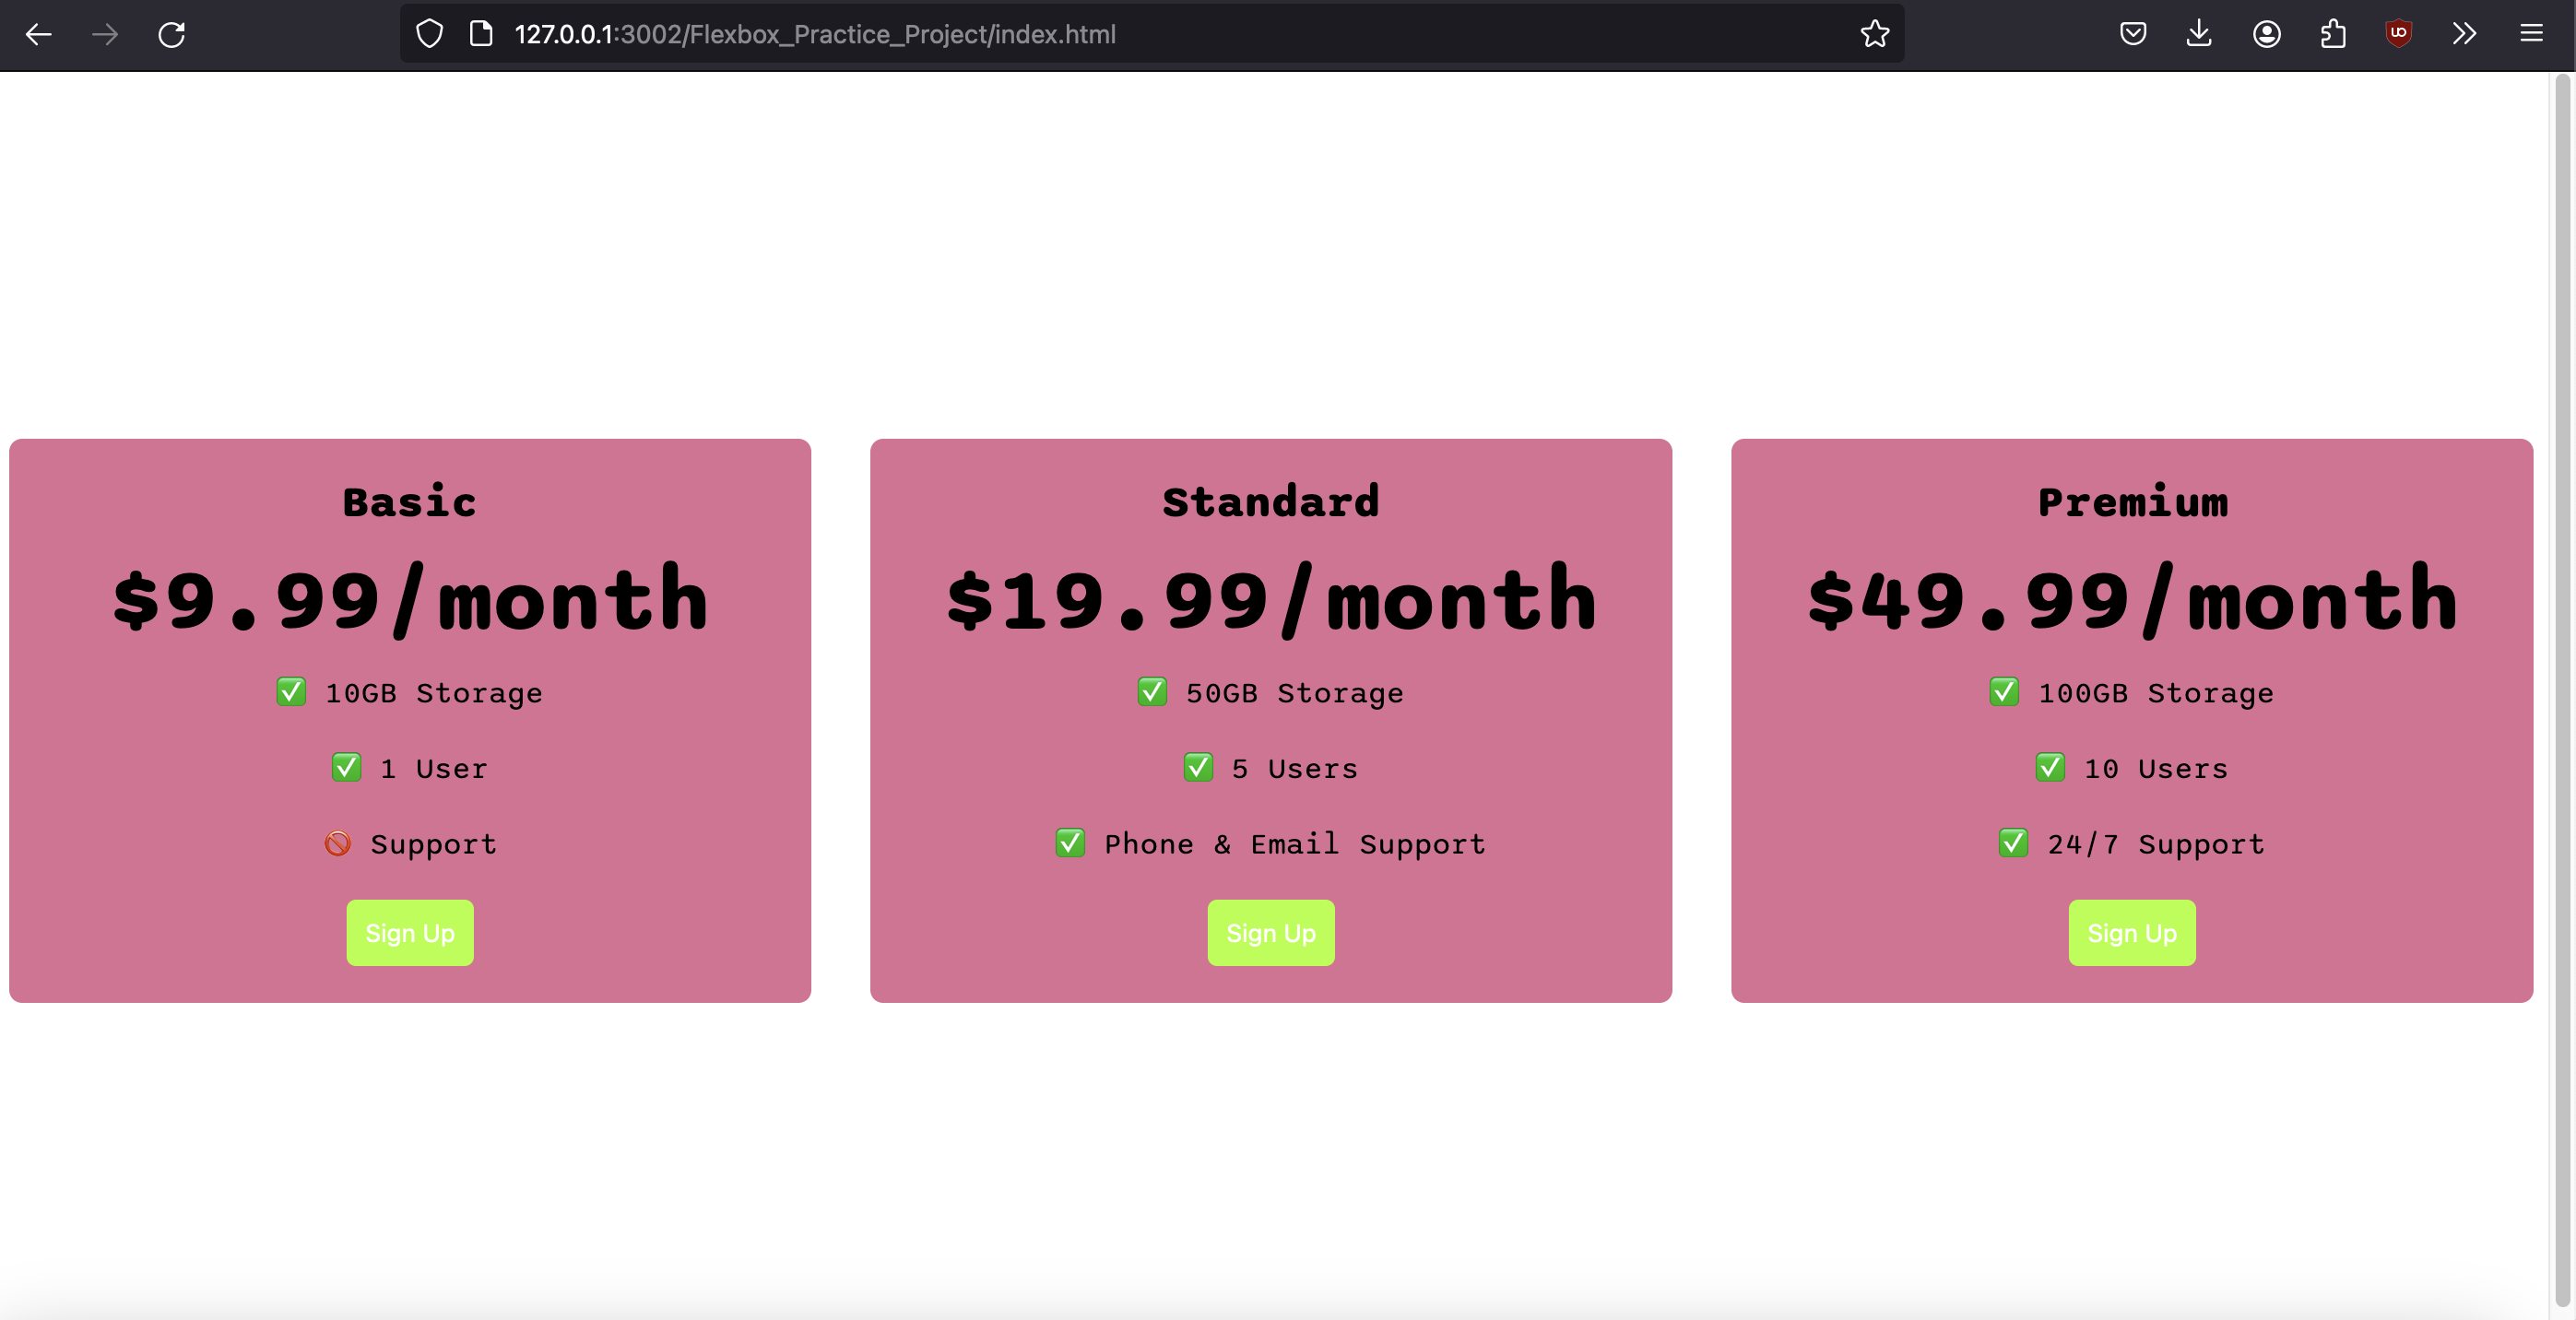 127.0.0.1:3002/Flexbox_Practice_Project/index.html
Basic
$9.99/month
✅ 10GB Storage
✅ 1 User
🚫 Support
Sign Up
Standard
$19.99/month
✅ 50GB Storage
✅ 5 Users
✅ Phone & Email Support
Sign Up
Premium
$49.99/month
✅ 100GB Storage
✅ 10 Users
✅ 24/7 Support
Sign Up